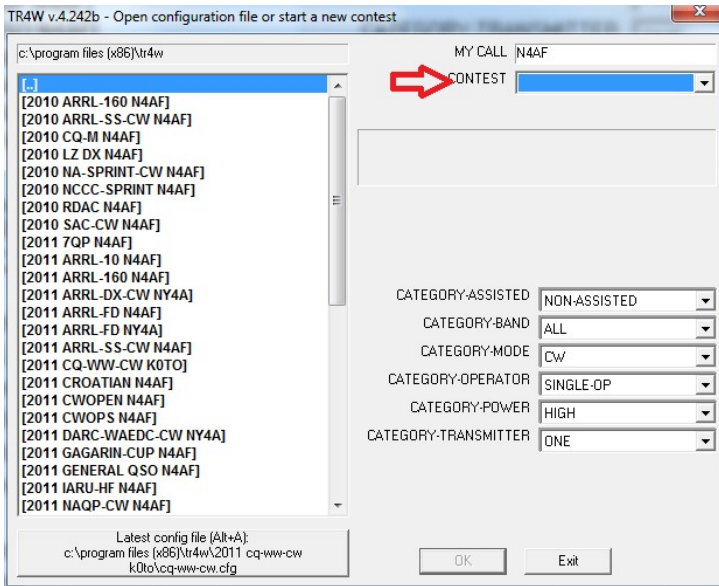 TR4W v.4.242b - Open configuration file or start a new contest
c:\program files (x86)\tr4w
[..]
[2010 ARRL-160 N4AF]
[2010 ARRL-SS-CW N4AF]
[2010 CQ-M N4AF]
[2010 LZ DX N4AF]
[2010 NA-SPRINT-CW N4AF]
[2010 NCCC-SPRINT N4AF]
[2010 RDAC N4AF]
[2010 SAC-CW N4AF]
[2011 7QP N4AF]
[2011 ARRL-10 N4AF]
[2011 ARRL-160 N4AF]
[2011 ARRL-DX-CW NY4A]
[2011 ARRL-FD N4AF]
[2011 ARRL-FD NY4A]
[2011 ARRL-SS-CW N4AF]
[2011 CQ-WW-CW K0TO]
[2011 CROATIAN N4AF]
[2011 CWOPEN N4AF]
[2011 CWOPS N4AF]
[2011 DARC-WAEDC-CW NY4A]
[2011 GAGARIN-CUP N4AF]
[2011 GENERAL QSO N4AF]
[2011 IARU-HF N4AF]
[2011 NAQP-CW N4AF]
Latest config file (Alt+A):
c:\program files (x86)\tr4w\2011 cq-ww-cw
k0to\cq-ww-cw.cfg
MY CALL N4AF
CONTEST
CATEGORY-ASSISTED NON-ASSISTED
CATEGORY-BAND ALL
CATEGORY-MODE CW
CATEGORY-OPERATOR SINGLE-OP
CATEGORY-POWER HIGH
CATEGORY-TRANSMITTER ONE
OK Exit